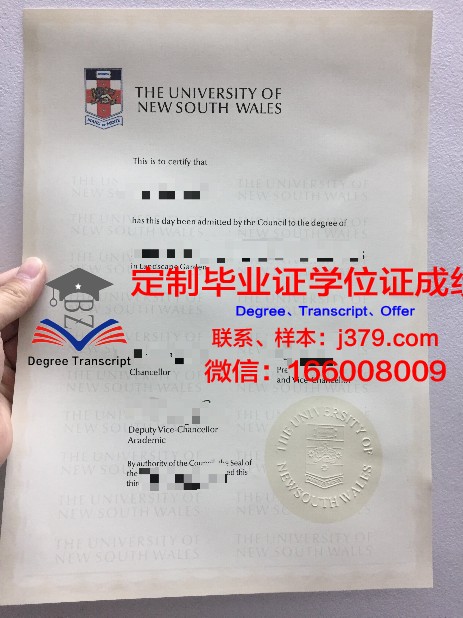 THE UNIVERSITY OF
NEW SOUTH WALES
This is to certify that
has this day been admitted by the Council to the degree of
in Landscape
定制毕业证学位证成绩
Degree、Transcript、Offer
联系、样本：j379.com
微信：166008009
BZ
Degree Transcript
Chancellor
and Vice-Chancellor
Deputy Vice-Chancellor
Academic
By authority of the Council the Seal of
the
this
THE UNIVERSITY OF
NEW SOUTH WALES